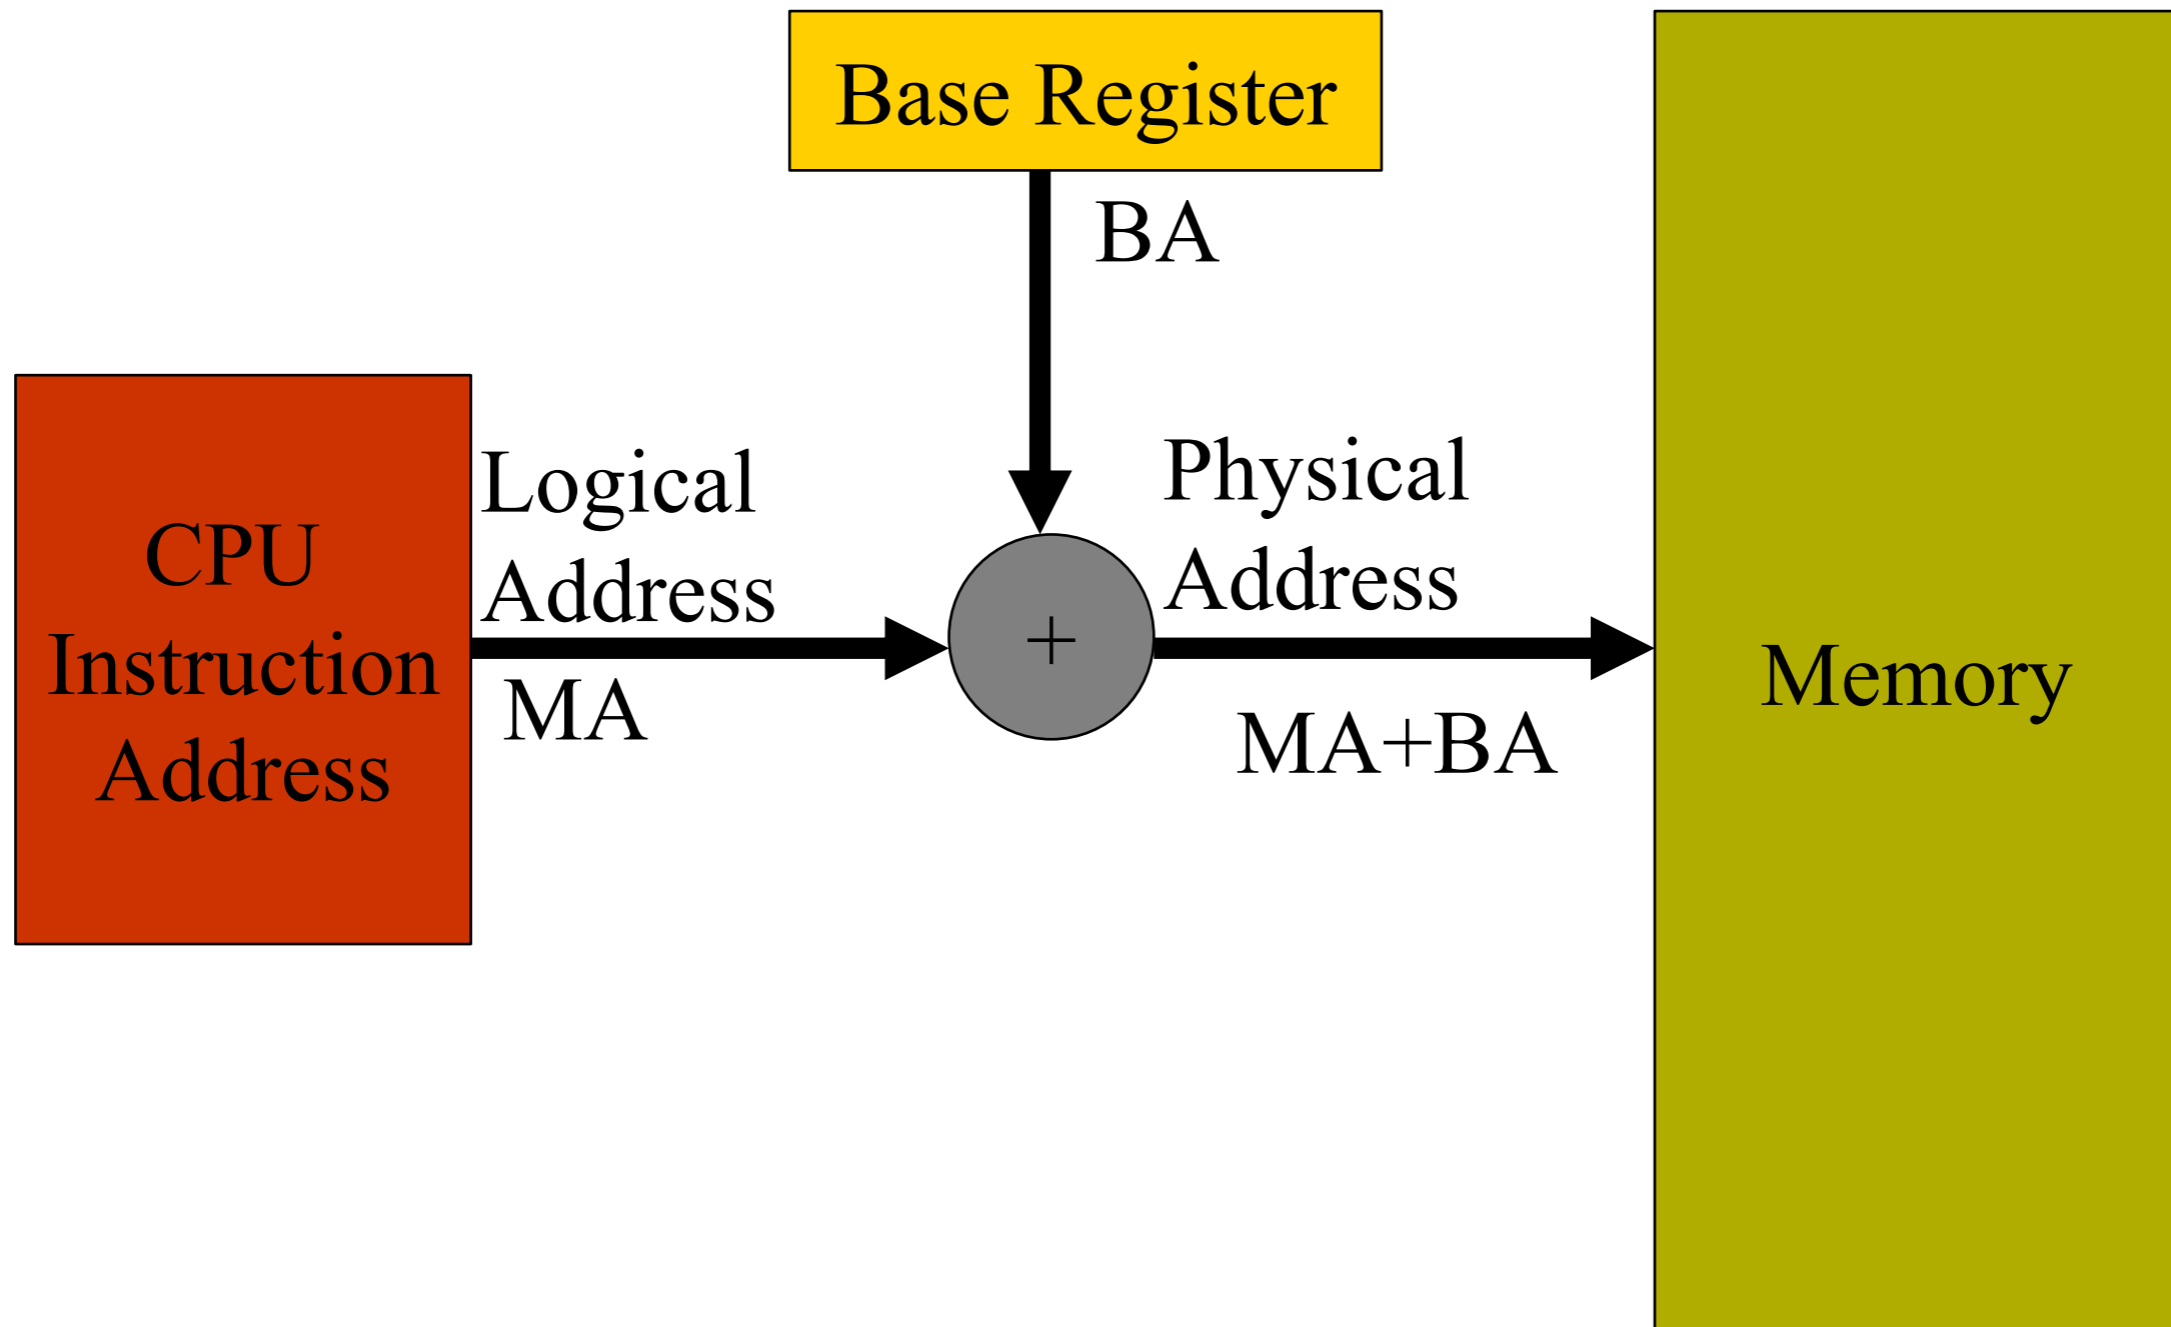 Base Register
BA
Logical
Address
MA
CPU
Instruction
Address
+
Physical
Address
MA+BA
Memory